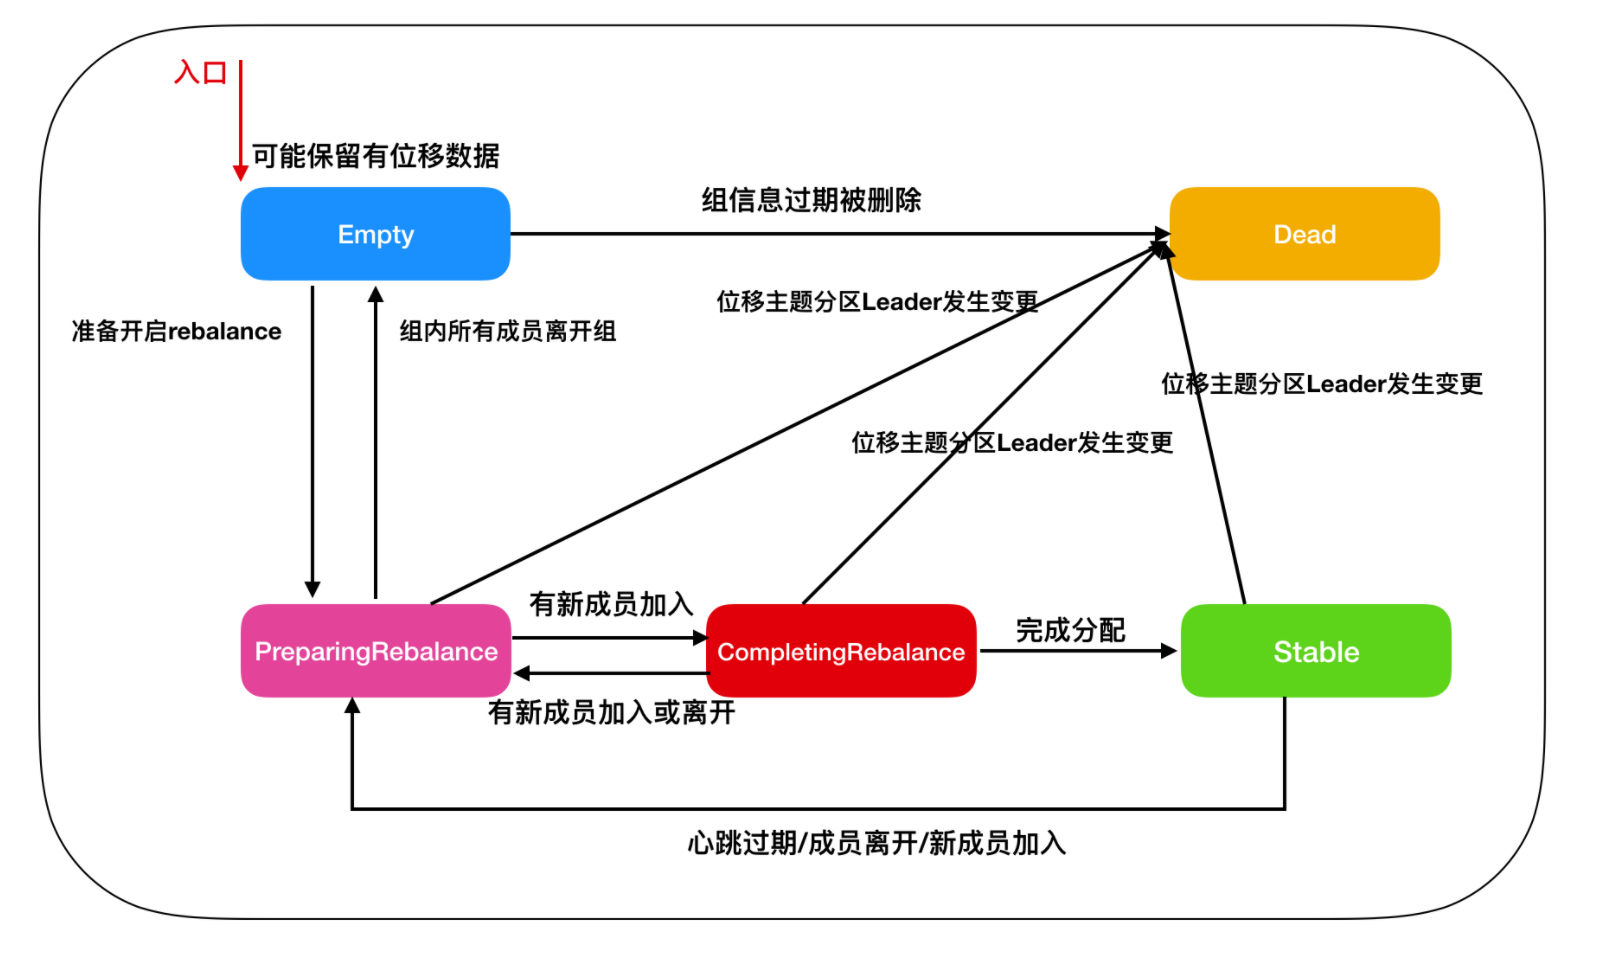 入口
可能保留有位移数据
组信息过期被删除
Empty
Dead
位移主题分区Leader发生变更
准备开启rebalance
组内所有成员离开组
位移主题分区Leader发生变更
位移主题分区Leader发生变更
有新成员加入
完成分配
PreparingRebalance
CompletingRebalance
Stable
有新成员加入或离开
心跳过期/成员离开/新成员加入